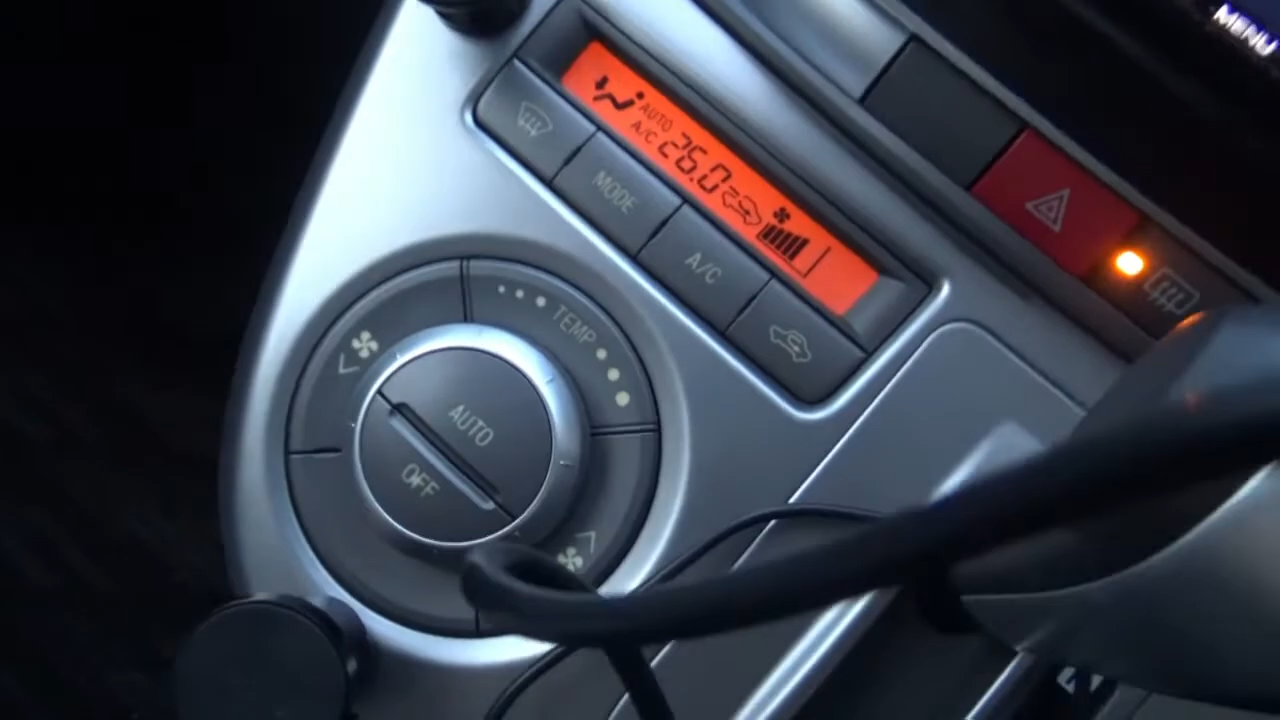 MENU
AUTO
A/C 26.0
MODE
A/C
TEMP
AUTO
OFF